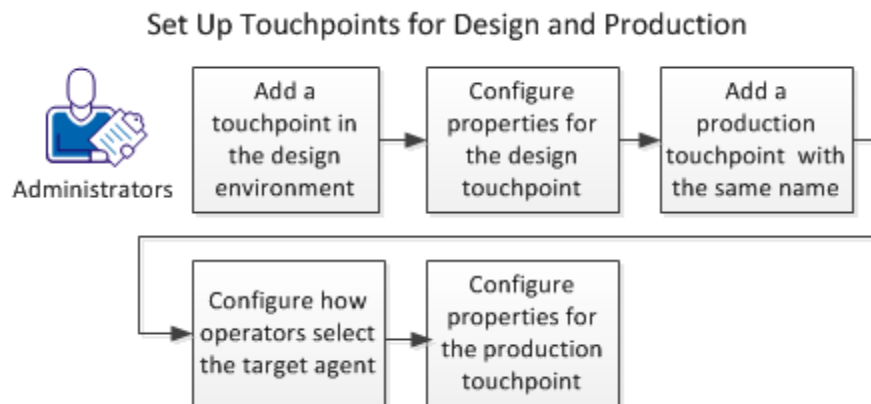 Set Up Touchpoints for Design and Production
Administrators
Add a
touchpoint in
the design
environment
Configure
properties for
the design
touchpoint
Add a
production
touchpoint with
the same name
Configure how
operators select
the target agent
Configure
properties for
the production
touchpoint